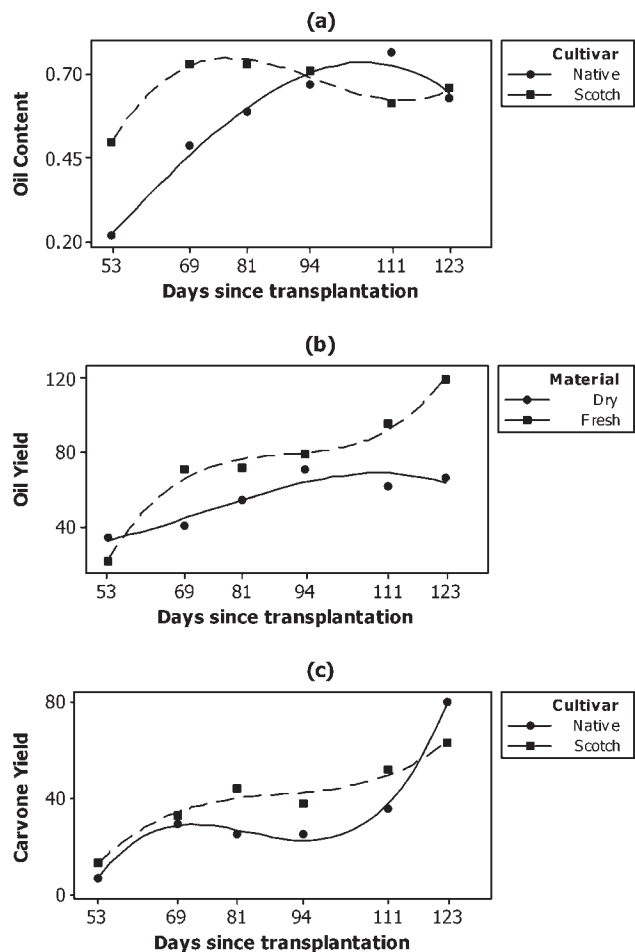 (a)
Oil Content
0.70
0.45
0.20
53 69 81 94 111 123
Days since transplantation
Cultivar
Native
Scotch
(b)
Oil Yield
120
80
40
53 69 81 94 111 123
Days since transplantation
Material
Dry
Fresh
(c)
Carvone Yield
80
40
0
53 69 81 94 111 123
Days since transplantation
Cultivar
Native
Scotch